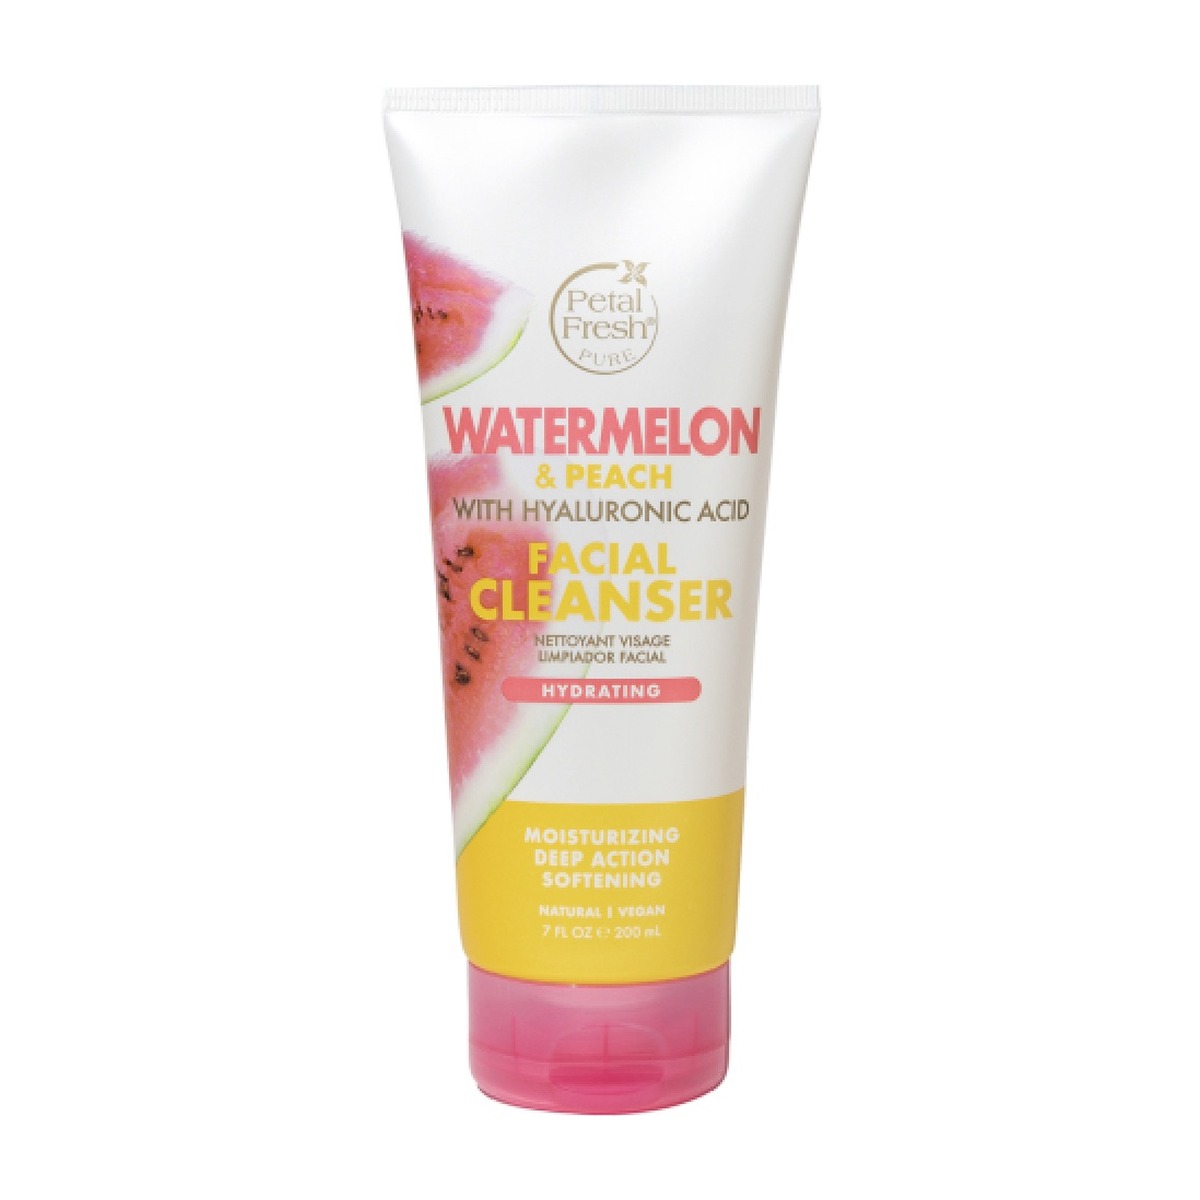 Petal
Fresh®
PURE
WATERMELON
& PEACH
WITH HYALURONIC ACID
FACIAL
CLEANSER
NETTOYANT VISAGE
LIMPIADOR FACIAL
HYDRATING
MOISTURIZING
DEEP ACTION
SOFTENING
NATURAL | VEGAN
7 FL OZ ℮ 200 mL